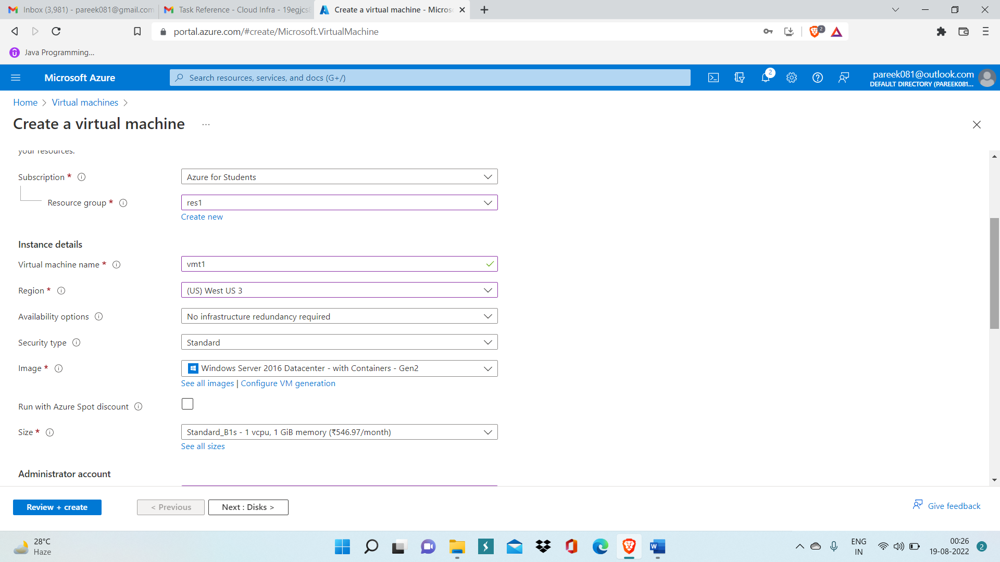 Inbox (3,981) - pareek081@gmail.com
Task Reference - Cloud Infra - 19egjcs
Create a virtual machine - Micros
portal.azure.com/#create/Microsoft.VirtualMachine
2
Java Programming...
Microsoft Azure
Search resources, services, and docs (G+/)
2
pareek081@outlook.com
DEFAULT DIRECTORY (PAREEK081...
Home > Virtual machines >
Create a virtual machine ...
your resources.
Subscription *
Azure for Students
Resource group *
res1
Create new
Instance details
Virtual machine name *
vmt1
Region *
(US) West US 3
Availability options
No infrastructure redundancy required
Security type
Standard
Image *
Windows Server 2016 Datacenter - with Containers - Gen2
See all images | Configure VM generation
Run with Azure Spot discount
Size *
Standard_B1s - 1 vcpu, 1 GiB memory (₹546.97/month)
See all sizes
Administrator account
Review + create
< Previous
Next : Disks >
Give feedback
28°C
Haze
W
ENG
IN
00:26
19-08-2022
2